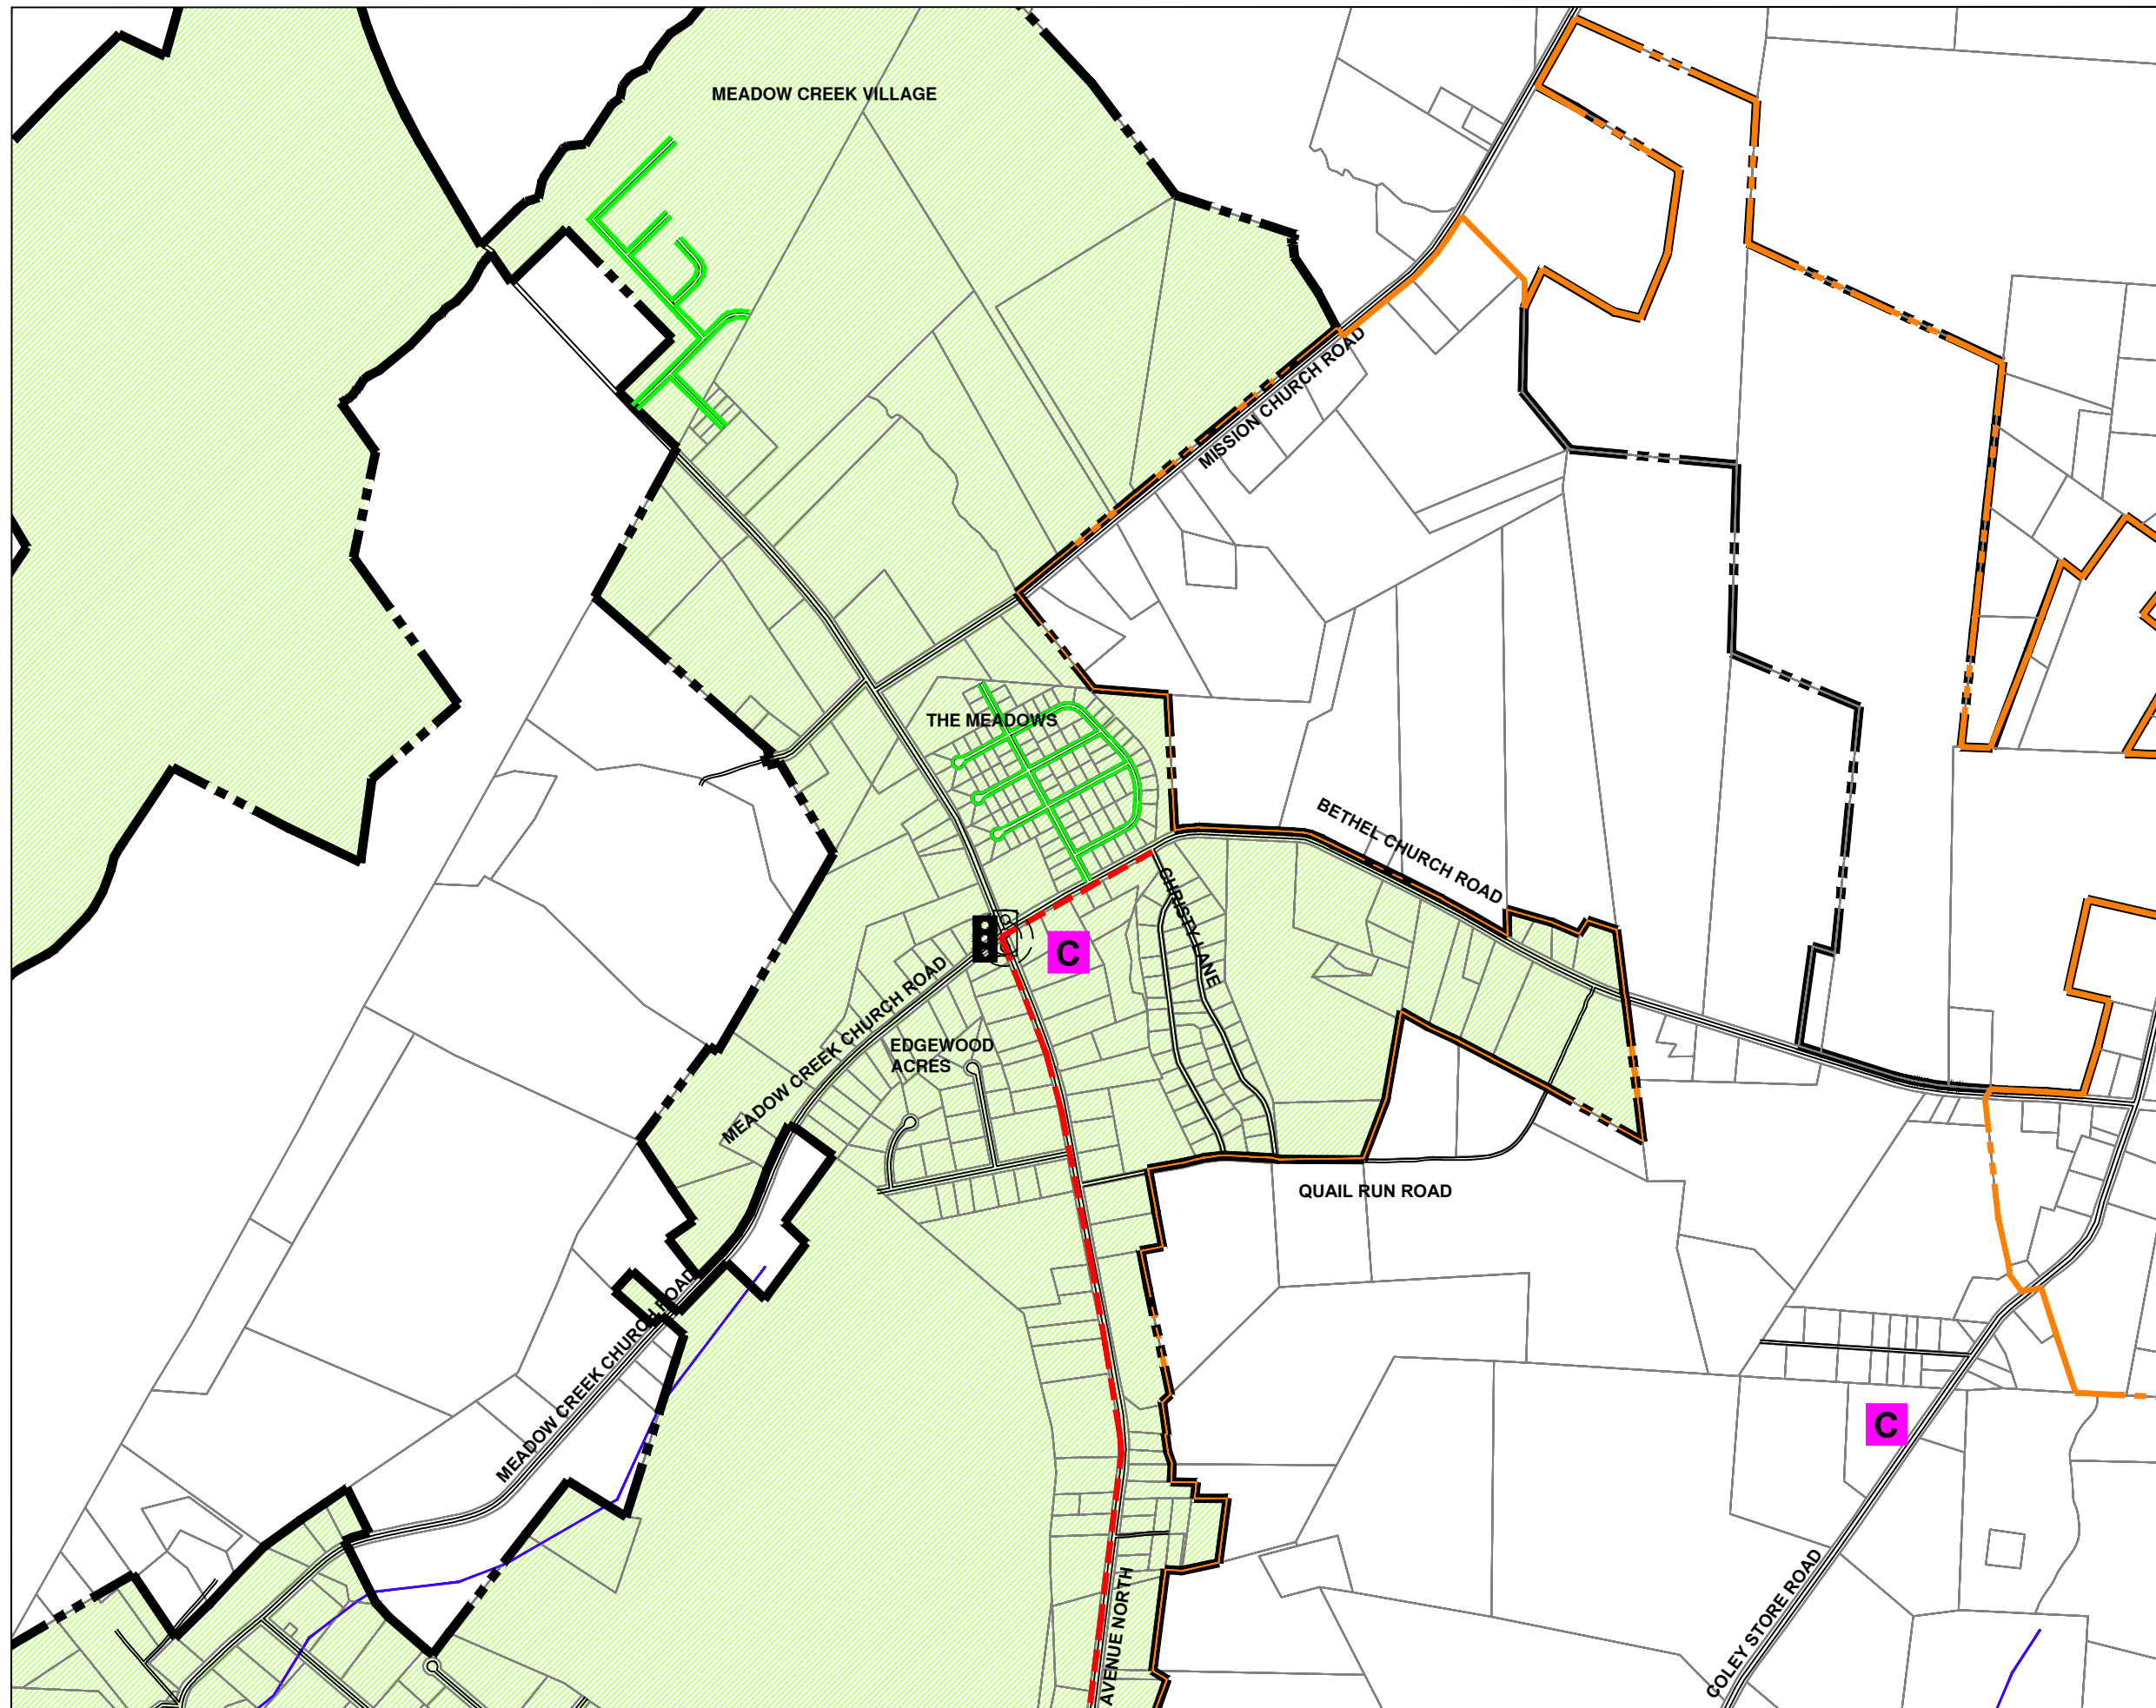 MEADOW CREEK VILLAGE
MISSION CHURCH ROAD
THE MEADOWS
BETHEL CHURCH ROAD
CHRISTY LANE
C
MEADOW CREEK CHURCH ROAD
EDGEWOOD
ACRES
QUAIL RUN ROAD
MEADOW CREEK CHURCH ROAD
C
AVENUE NORTH
COLEY STORE ROAD